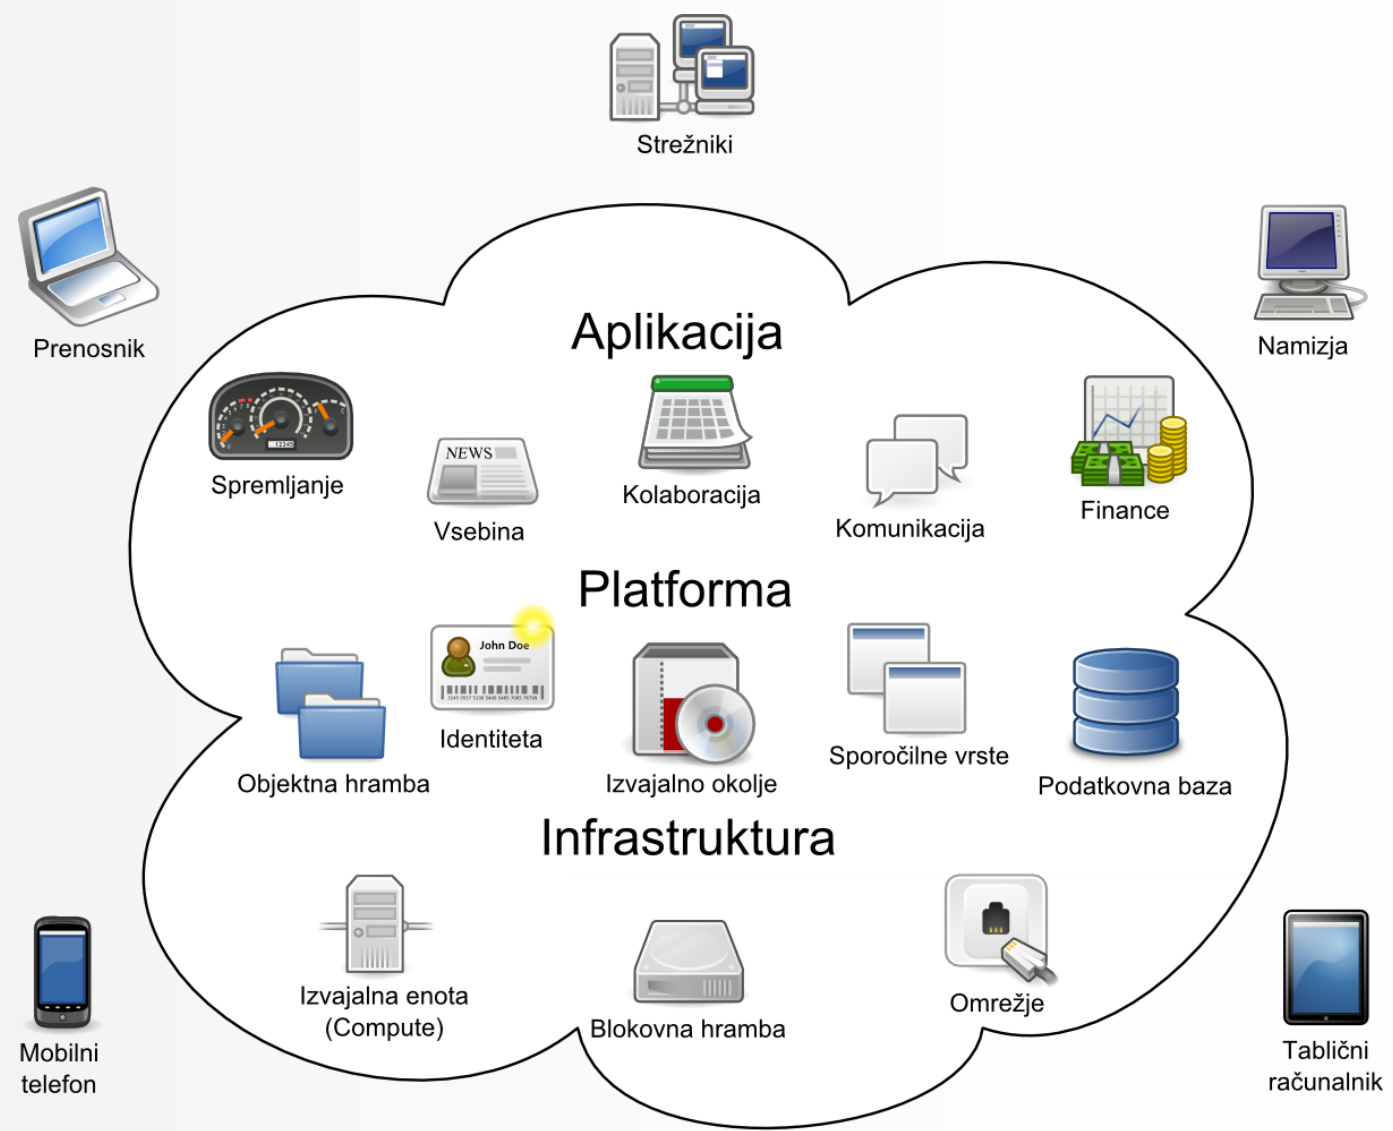 Strežniki
Prenosnik
Namizja
Aplikacija
Spremljanje
NEWS
Vsebina
Kolaboracija
Komunikacija
Finance
Platforma
John Doe
Identiteta
Objektna hramba
Izvajalno okolje
Sporočilne vrste
Podatkovna baza
Infrastruktura
Izvajalna enota
(Compute)
Blokovna hramba
Omrežje
Mobilni
telefon
Tablični
računalnik